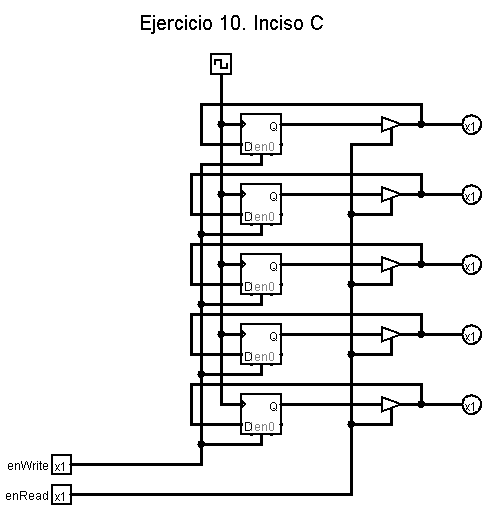 Ejercicio 10. Inciso C
Q
x1
D en 0
Q
x1
D en 0
Q
x1
D en 0
Q
x1
D en 0
Q
x1
D en 0
enWrite x1
enRead x1